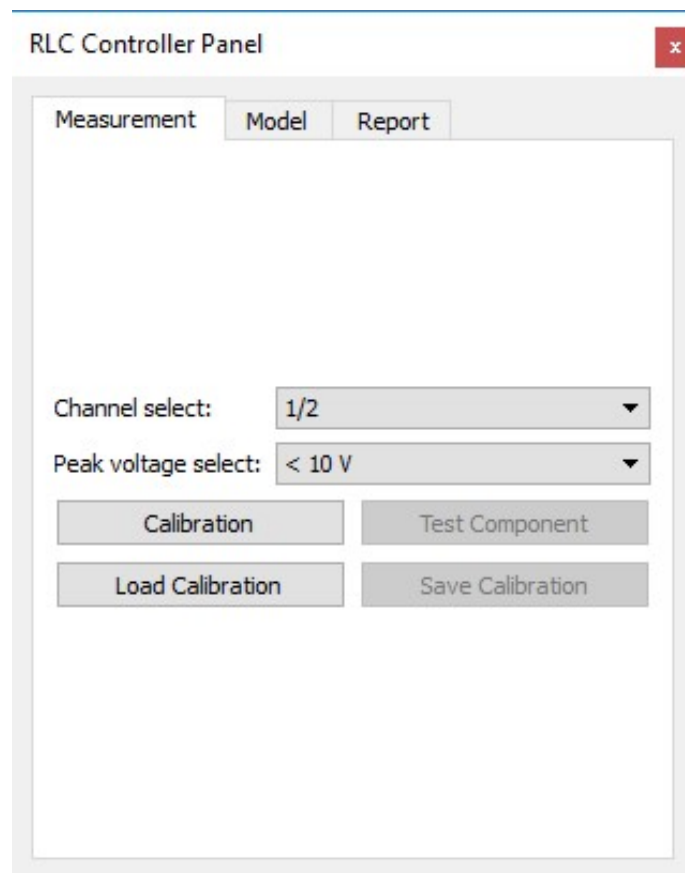 RLC Controller Panel
x
Measurement Model Report
Channel select: 1/2
Peak voltage select: < 10 V
Calibration Test Component
Load Calibration Save Calibration